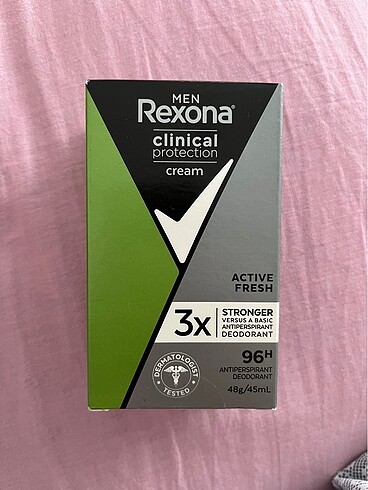 MEN
Rexona®
clinical
protection
cream
ACTIVE
FRESH
3x
STRONGER
VERSUS A BASIC
ANTIPERSPIRANT
DEODORANT
96H
ANTIPERSPIRANT
DEODORANT
48g/45mL
DERMATOLOGIST
TESTED